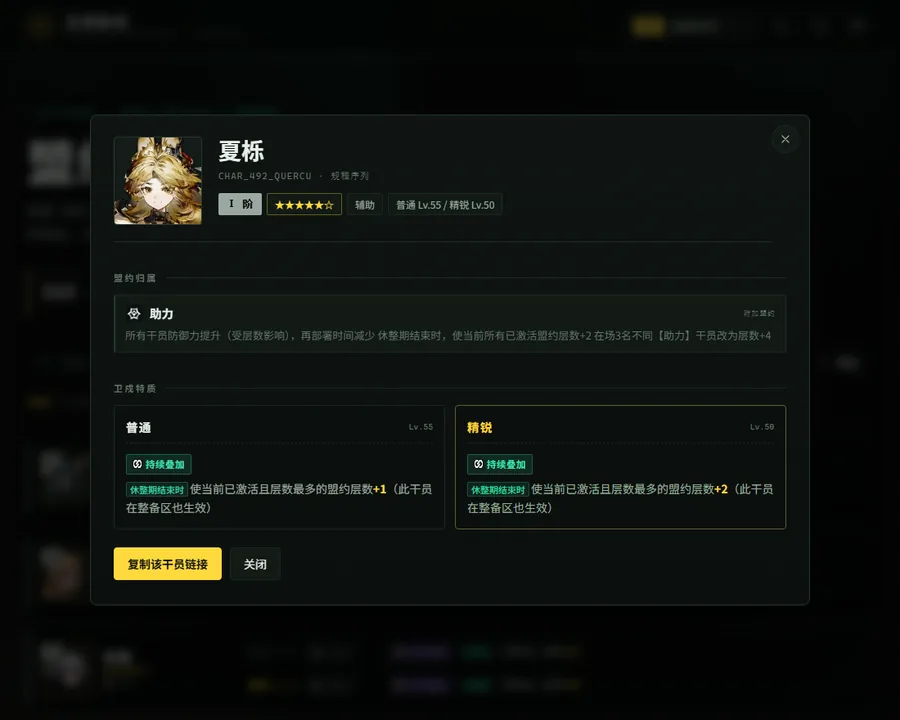 夏栎
CHAR_492_QUERCU · 规整序列
I 阶
★★★★★☆
辅助
普通 Lv.55 / 精锐 Lv.50
盟约归属
助力
附加盟约
所有干员防御力提升（受层数影响），再部署时间减少 休整期结束时，使当前所有已激活盟约层数+2 在场3名不同【助力】干员改为层数+4
卫戍特质
普通
Lv.55
持续叠加
休整期结束时 使当前已激活且层数最多的盟约层数+1（此干员
在整备区也生效）
精锐
Lv.50
持续叠加
休整期结束时 使当前已激活且层数最多的盟约层数+2（此干员
在整备区也生效）
复制该干员链接
关闭